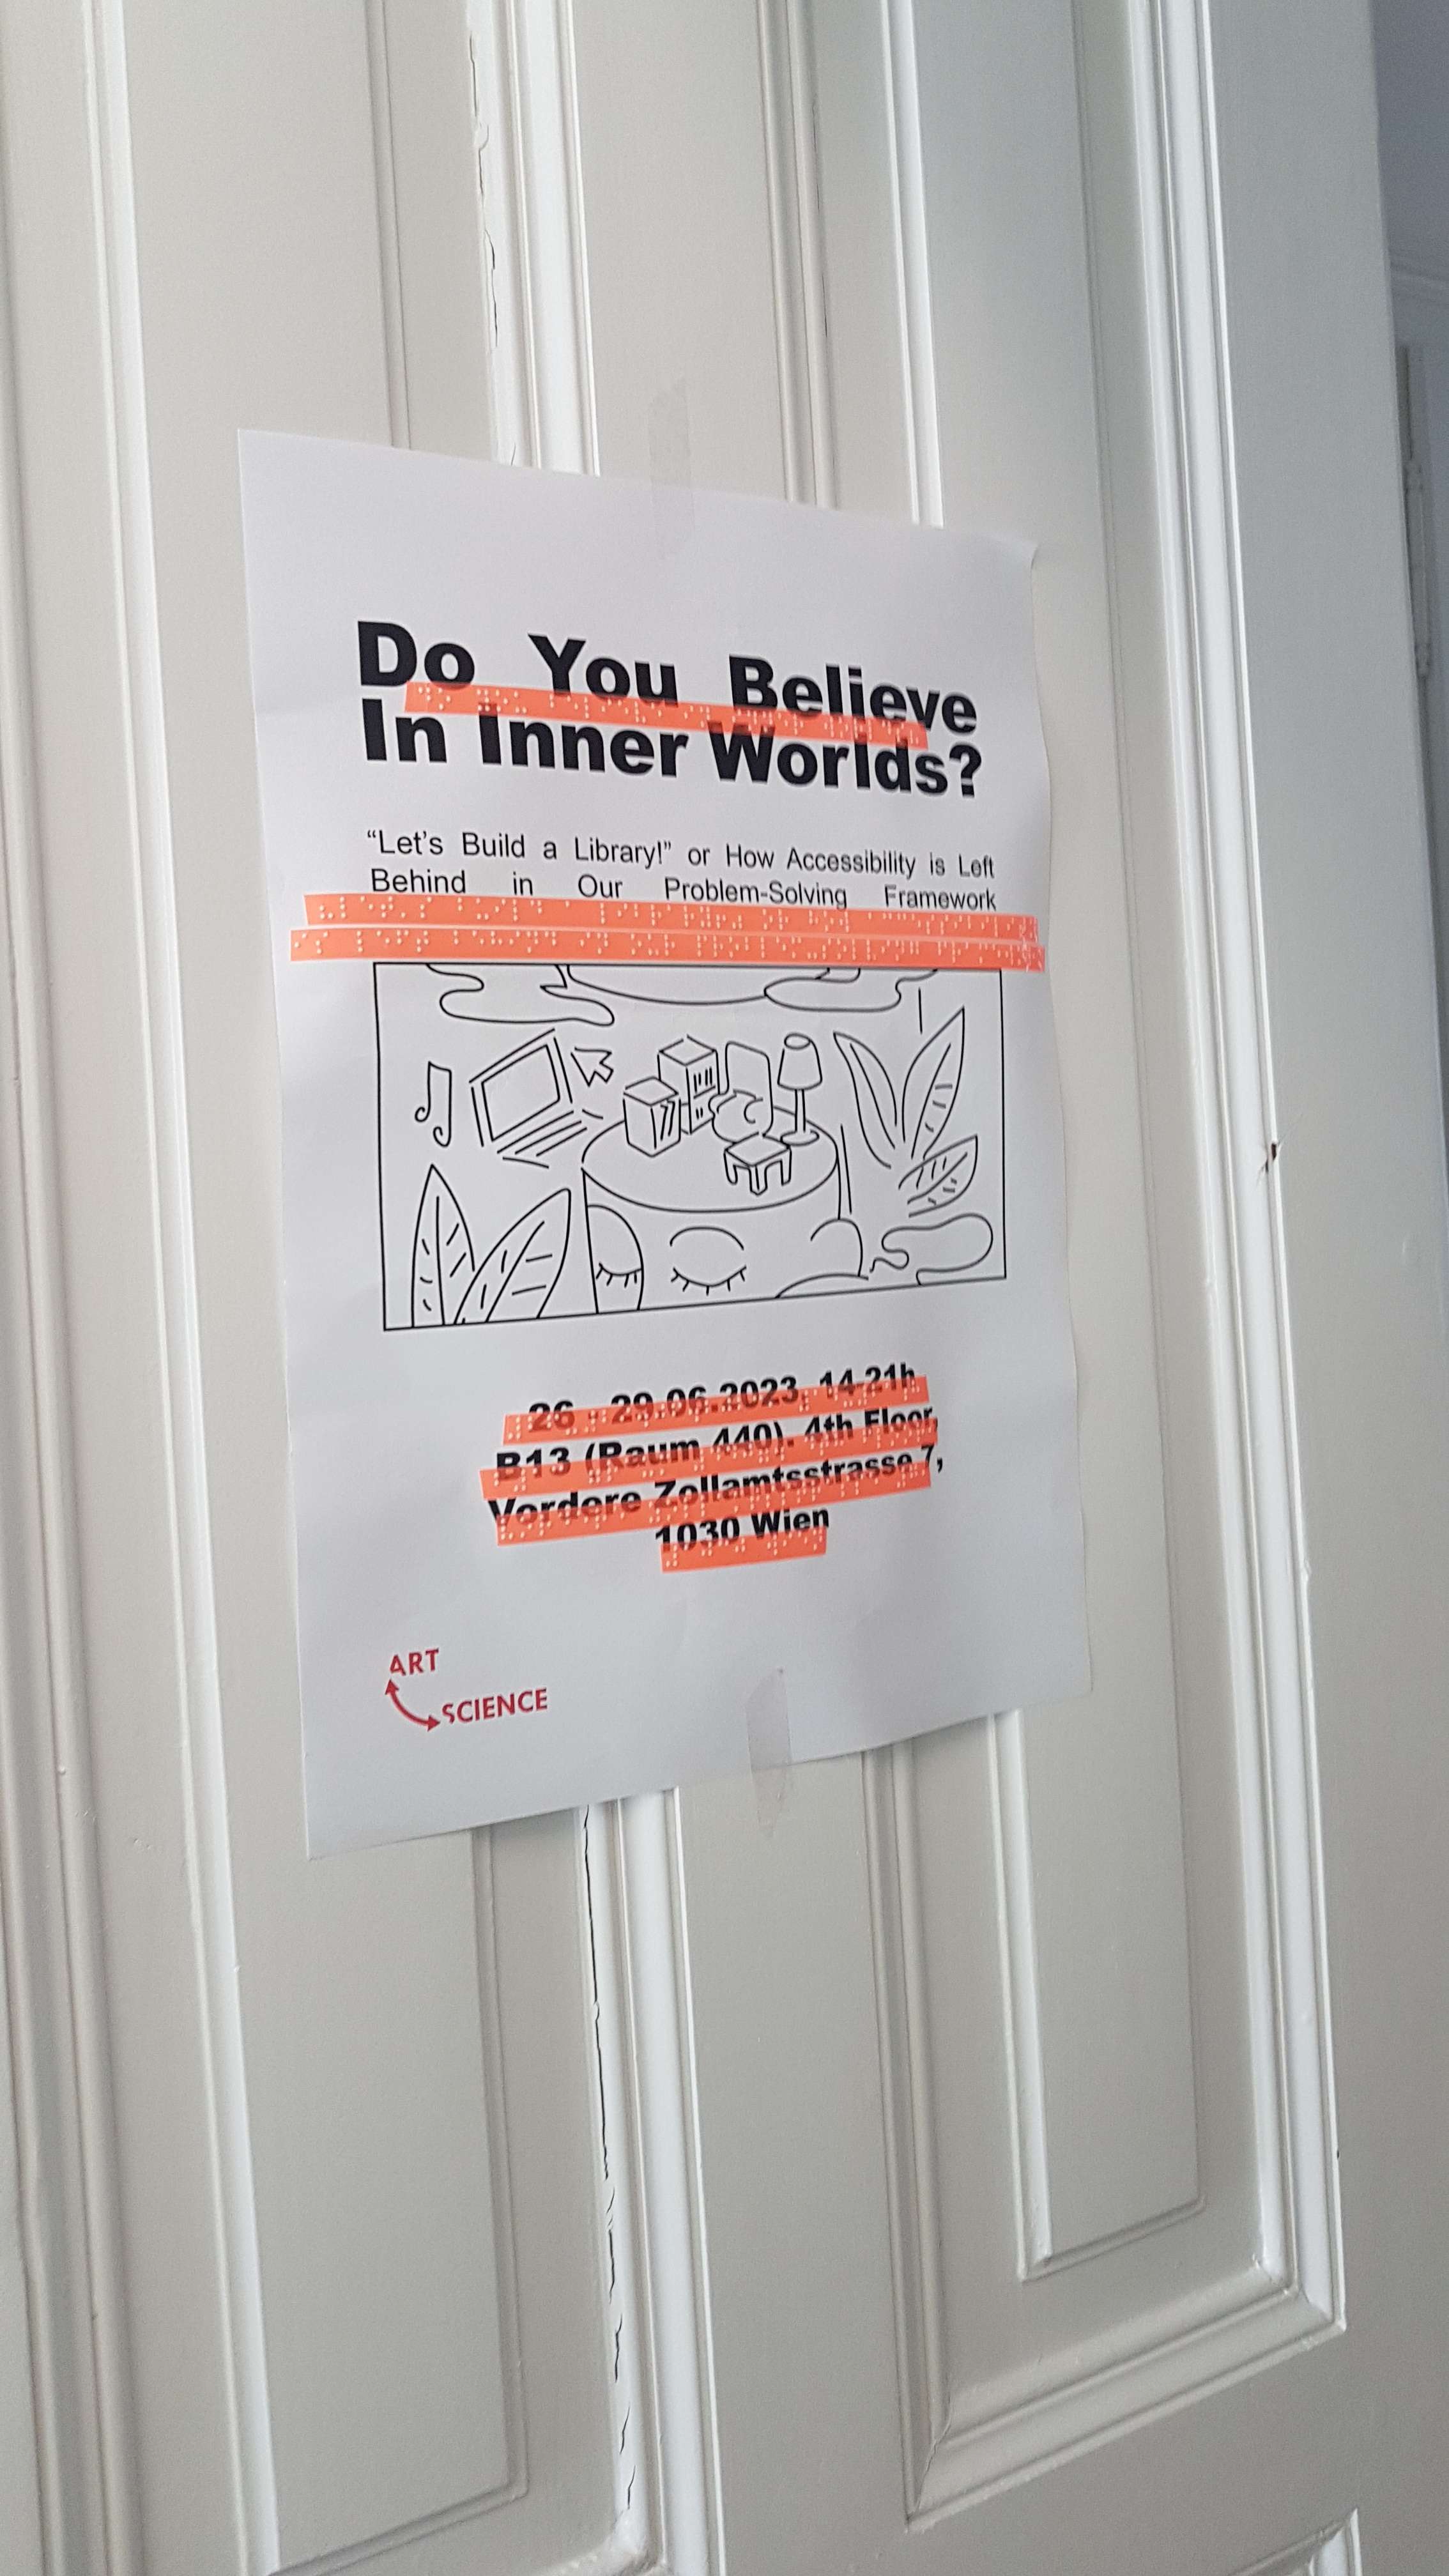 Do You Believe
In Inner Worlds?
“Let’s Build a Library!” or How Accessibility is Left
Behind in Our Problem-Solving Framework
26 - 29.06.2023, 14-21h
B13 (Raum 440), 4th Floor,
Vordere Zollamtsstrasse 7,
1030 Wien
ART
SCIENCE